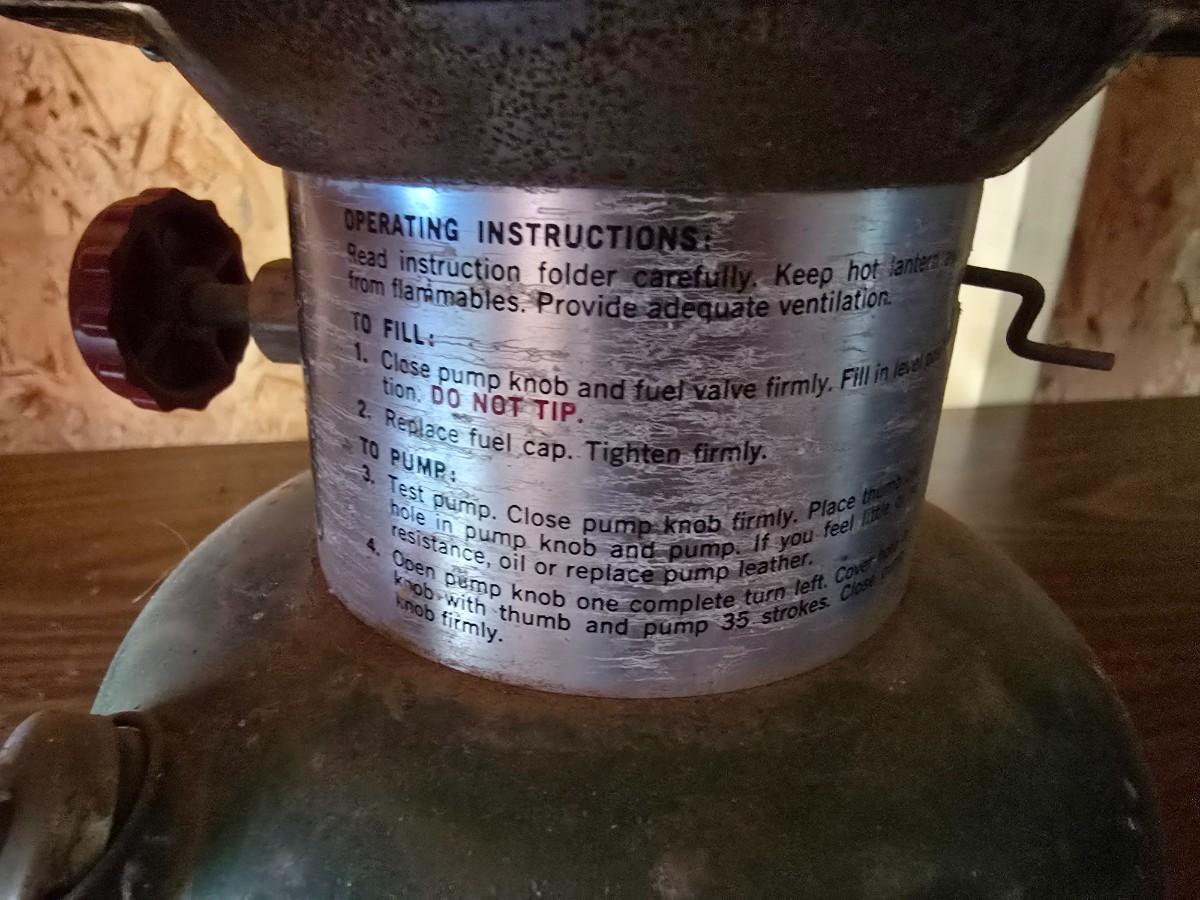 OPERATING INSTRUCTIONS:
Read instruction folder carefully. Keep hot lantern
from flammables. Provide adequate ventilation.
TO FILL:
1. Close pump knob and fuel valve firmly. Fill in level
tion. DO NOT TIP.
2. Replace fuel cap. Tighten firmly.
TO PUMP:
3. Test pump. Close pump knob firmly. Place thumb
hole in pump knob and pump. If you feel little
resistance, oil or replace pump leather.
4. Open pump knob one complete turn left. Cover
knob with thumb and pump 35 strokes. Close
knob firmly.